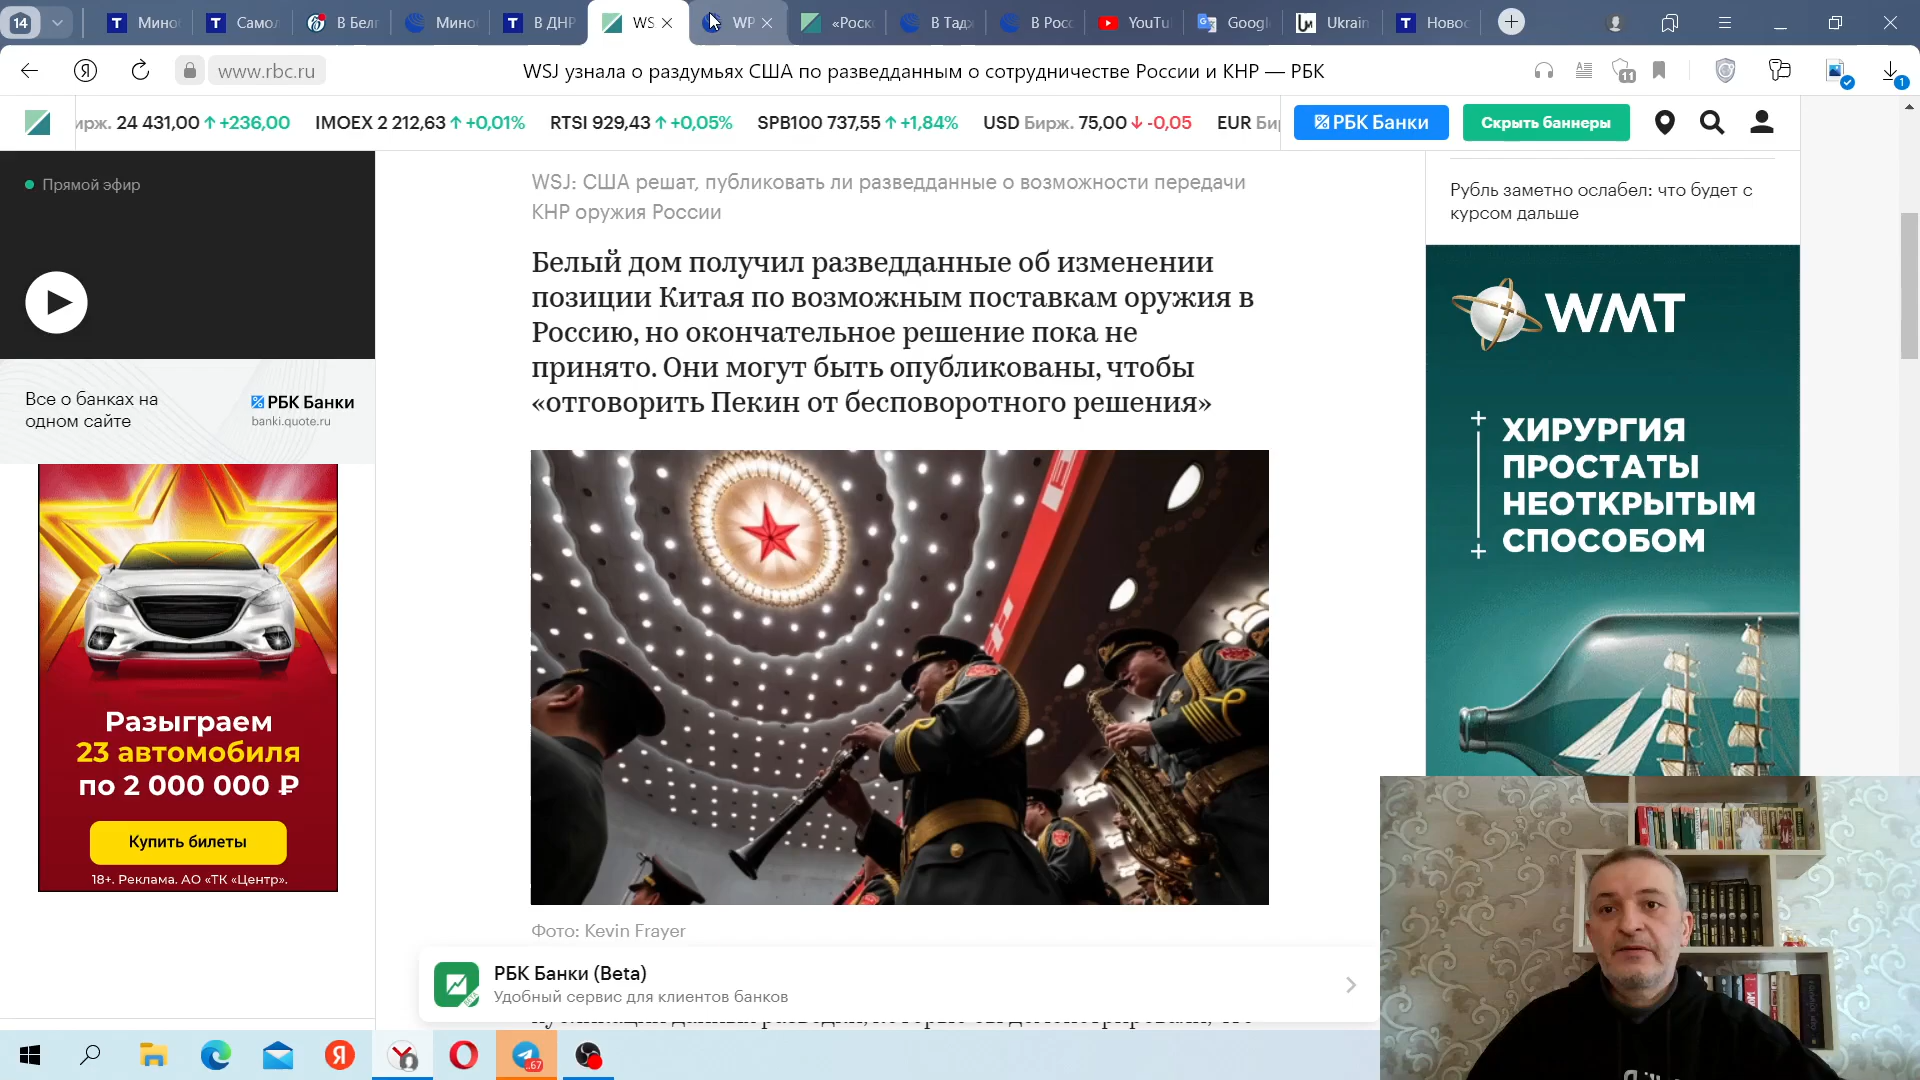 14
Мино
Самол
В Бел
Мино
В ДНР
WS
WP
«Роск
В Тад
В Рос
YouTu
Googl
Ukrain
Новос
www.rbc.ru
WSJ узнала о раздумьях США по разведданным о сотрудничестве России и КНР — РБК
11
1
ирж. 24 431,00 ↑ +236,00
IMOEX 2 212,63 ↑ +0,01%
RTSI 929,43 ↑ +0,05%
SPB100 737,55 ↑ +1,84%
USD Бирж. 75,00 ↓ -0,05
EUR Би
РБК Банки
Скрыть баннеры
Прямой эфир
Все о банках на
одном сайте
РБК Банки
banki.quote.ru
Разыграем
23 автомобиля
по 2 000 000 ₽
Купить билеты
18+. Реклама. АО «ТК «Центр».
WSJ: США решат, публиковать ли разведданные о возможности передачи
КНР оружия России
Белый дом получил разведданные об изменении
позиции Китая по возможным поставкам оружия в
Россию, но окончательное решение пока не
принято. Они могут быть опубликованы, чтобы
«отговорить Пекин от бесповоротного решения»
Фото: Kevin Frayer
РБК Банки (Beta)
Удобный сервис для клиентов банков
Рубль заметно ослабел: что будет с
курсом дальше
WMT
ХИРУРГИЯ
ПРОСТАТЫ
НЕОТКРЫТЫМ
СПОСОБОМ
67